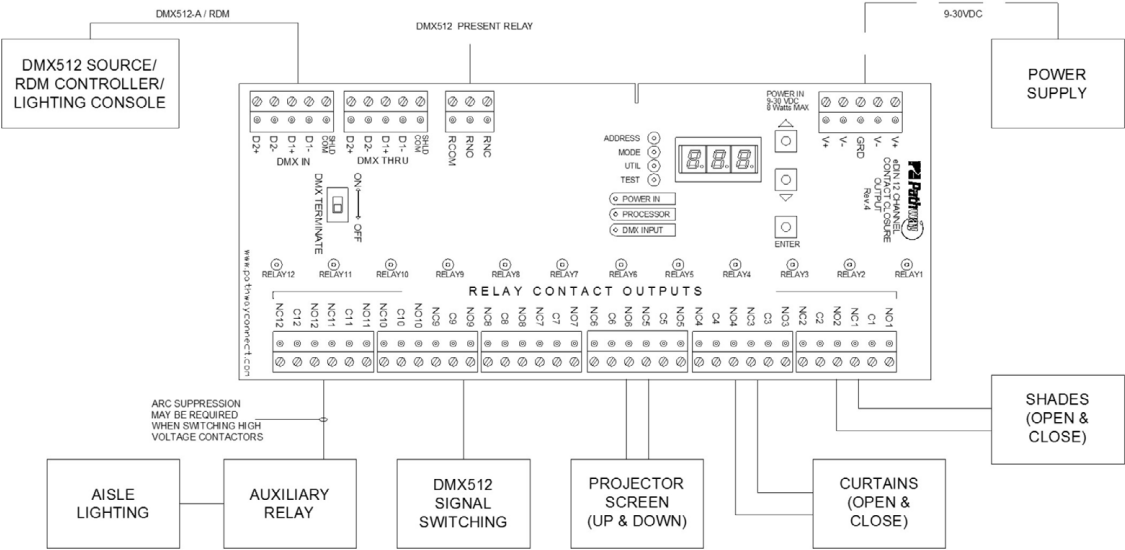 DMX512-A / RDM
DMX512 PRESENT RELAY
9-30VDC
DMX512 SOURCE/
RDM CONTROLLER/
LIGHTING CONSOLE
POWER
SUPPLY
D2+ D2- D1+ D1- SHLD COM
DMX IN
D2+ D2- D1+ D1- SHLD COM
DMX THRU
RCOM RNO RNC
POWER IN
9-30 VDC
8 Watts MAX
V+ V- GRD V- V+
ADDRESS
MODE
UTIL
TEST
8.8.8.
POWER IN
PROCESSOR
DMX INPUT
ENTER
Pathway
eDIN 12 CHANNEL
CONTACT CLOSURE
OUTPUT
Rev.4
DMX TERMINATE
ON
OFF
www.pathwayconnect.com
RELAY12 RELAY11 RELAY10 RELAY9 RELAY8 RELAY7 RELAY6 RELAY5 RELAY4 RELAY3 RELAY2 RELAY1
RELAY CONTACT OUTPUTS
NC12 C12 NO12 NC11 C11 NO11 NC10 C10 NO10 NC9 C9 NO9 NC8 C8 NO8 NC7 C7 NO7 NO6 C6 NO6 NC5 C5 NO5 NC4 C4 NO4 NC3 C3 NO3 NC2 C2 NO2 NC1 C1 NO1
ARC SUPPRESSION
MAY BE REQUIRED
WHEN SWITCHING HIGH
VOLTAGE CONTACTORS
SHADES
(OPEN &
CLOSE)
AISLE
LIGHTING
AUXILIARY
RELAY
DMX512
SIGNAL
SWITCHING
PROJECTOR
SCREEN
(UP & DOWN)
CURTAINS
(OPEN &
CLOSE)